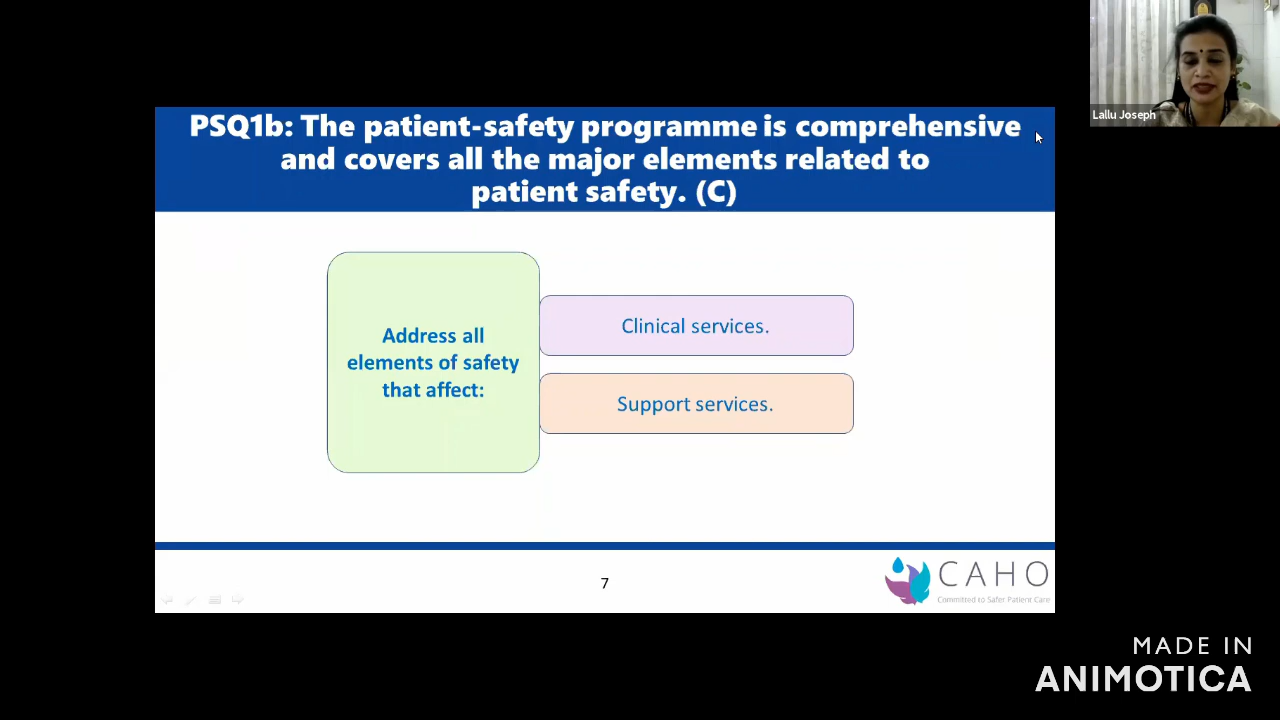 PSQ1b: The patient-safety programme is comprehensive
and covers all the major elements related to
patient safety. (C)
Lallu Joseph
Address all
elements of safety
that affect:
Clinical services.
Support services.
7
CAHO
Committed to Safer Patient Care
MADE IN
ANIMOTICA